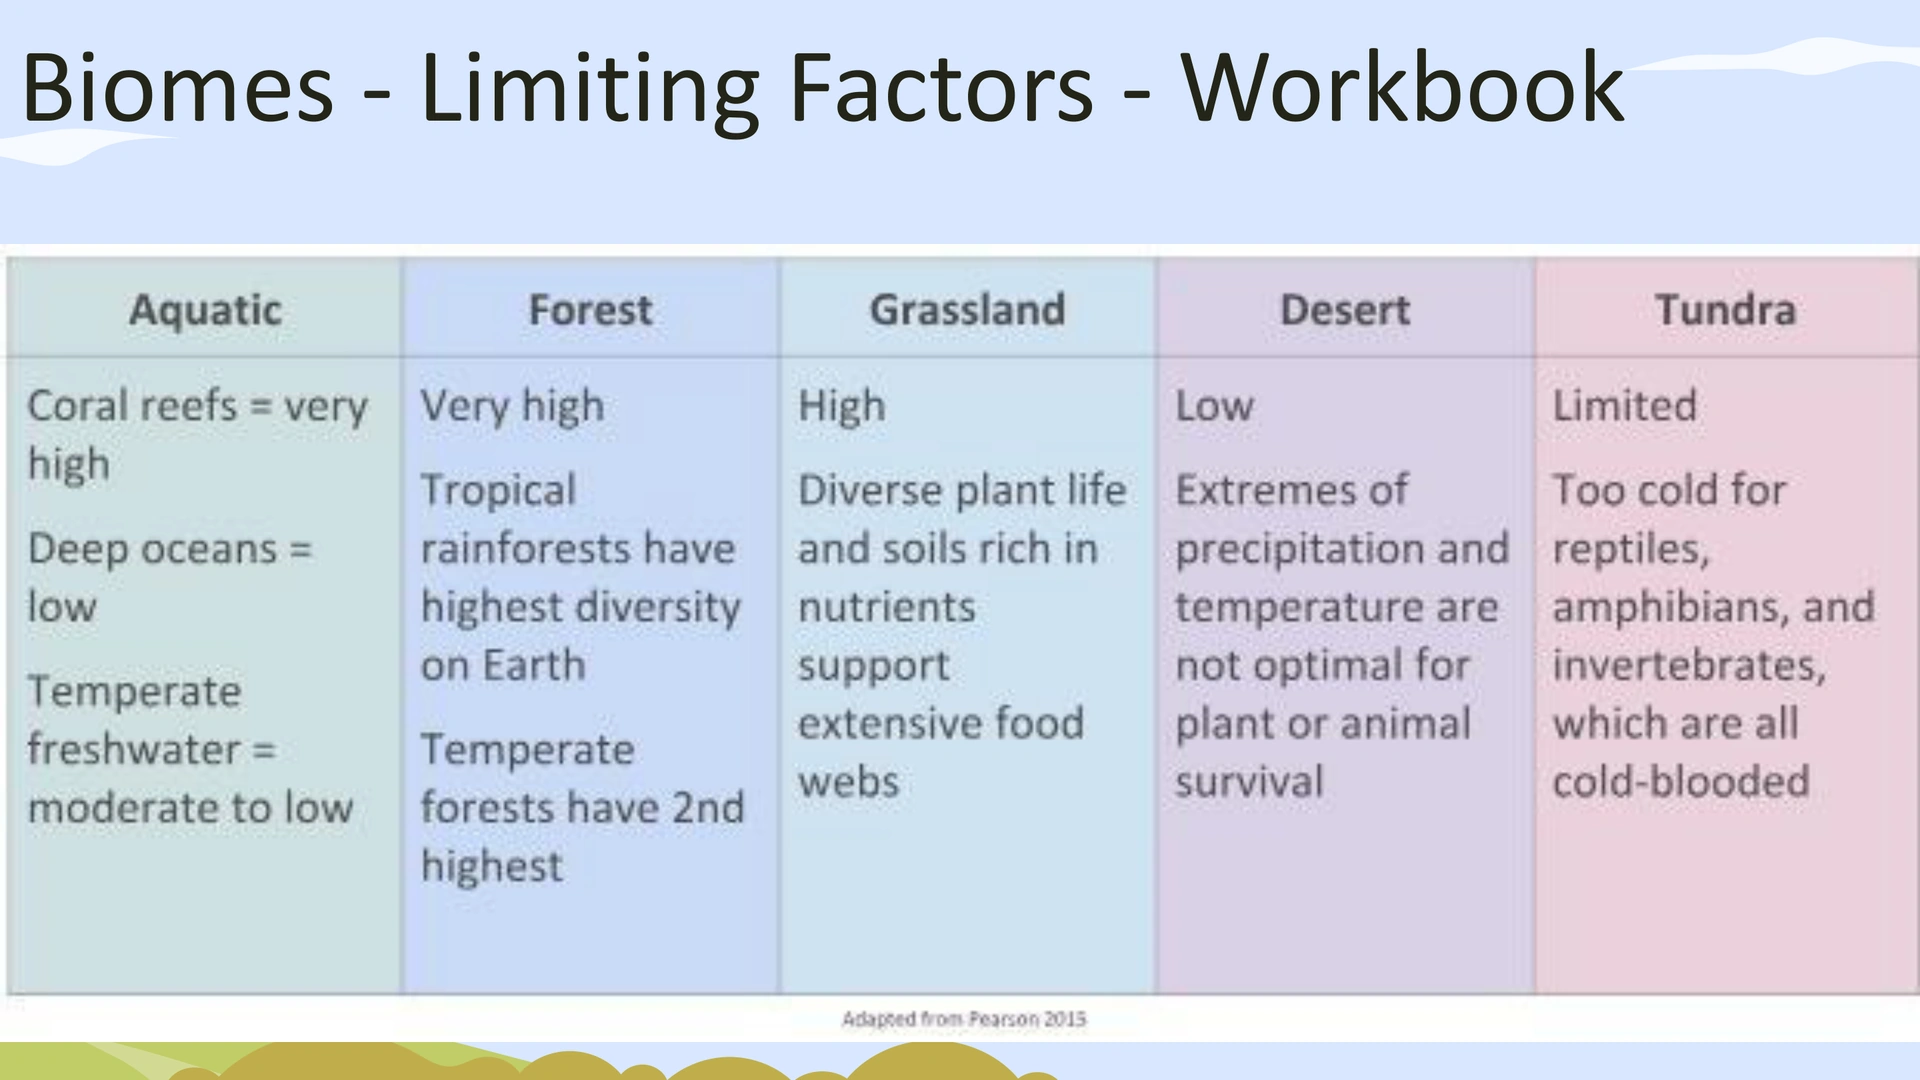 Biomes - Limiting Factors - Workbook
Aquatic
Coral reefs = very
high
Deep oceans =
low
Temperate
freshwater =
moderate to low
Forest
Very high
Tropical
rainforests have
highest diversity
on Earth
Temperate
forests have 2nd
highest
Grassland
High
Diverse plant life
and soils rich in
nutrients
support
extensive food
webs
Desert
Low
Extremes of
precipitation and
temperature are
not optimal for
plant or animal
survival
Tundra
Limited
Too cold for
reptiles,
amphibians, and
invertebrates,
which are all
cold-blooded
Adapted from Pearson 2015